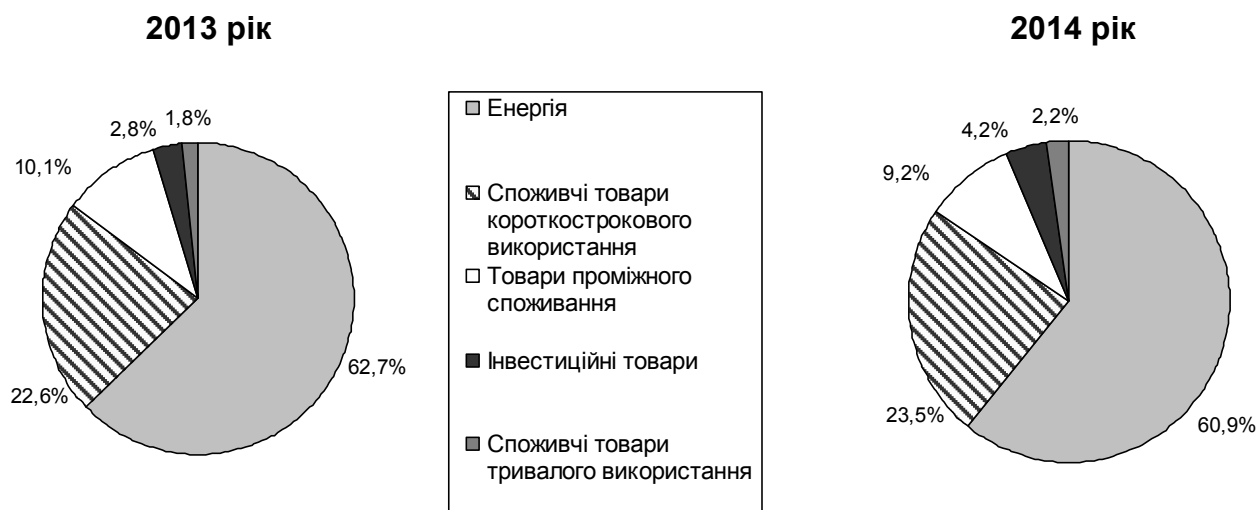 2013 рік
2014 рік
1,8%
2,8%
10,1%
62,7%
22,6%
Енергія
Споживчі товари
короткострокового
використання
Товари проміжного
споживання
Інвестиційні товари
Споживчі товари
тривалого використання
2,2%
4,2%
9,2%
60,9%
23,5%